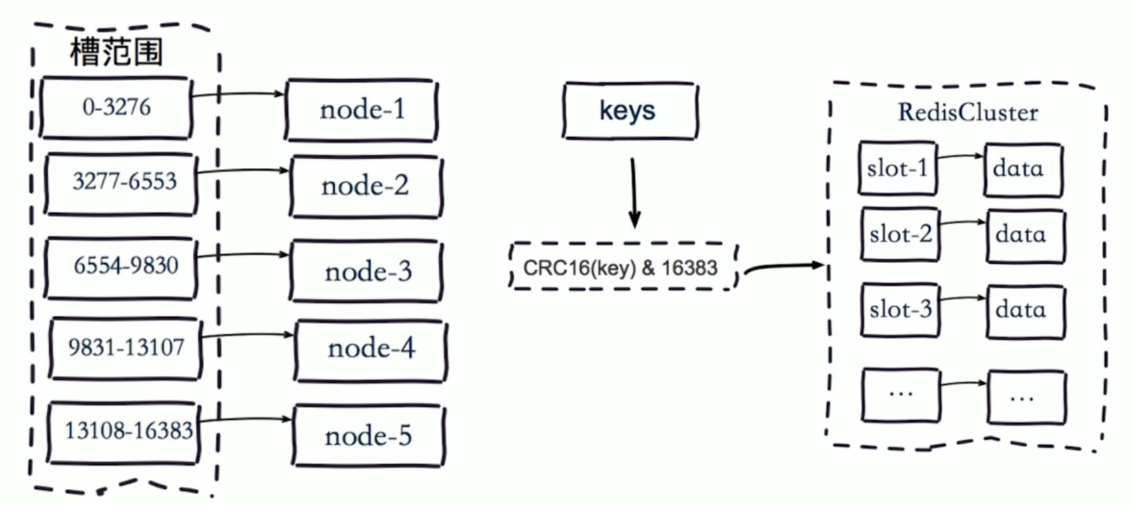 槽范围
0-3276
node-1
3277-6553
node-2
6554-9830
node-3
9831-13107
node-4
13108-16383
node-5
keys
CRC16(key) & 16383
RedisCluster
slot-1
data
slot-2
data
slot-3
data
...
...